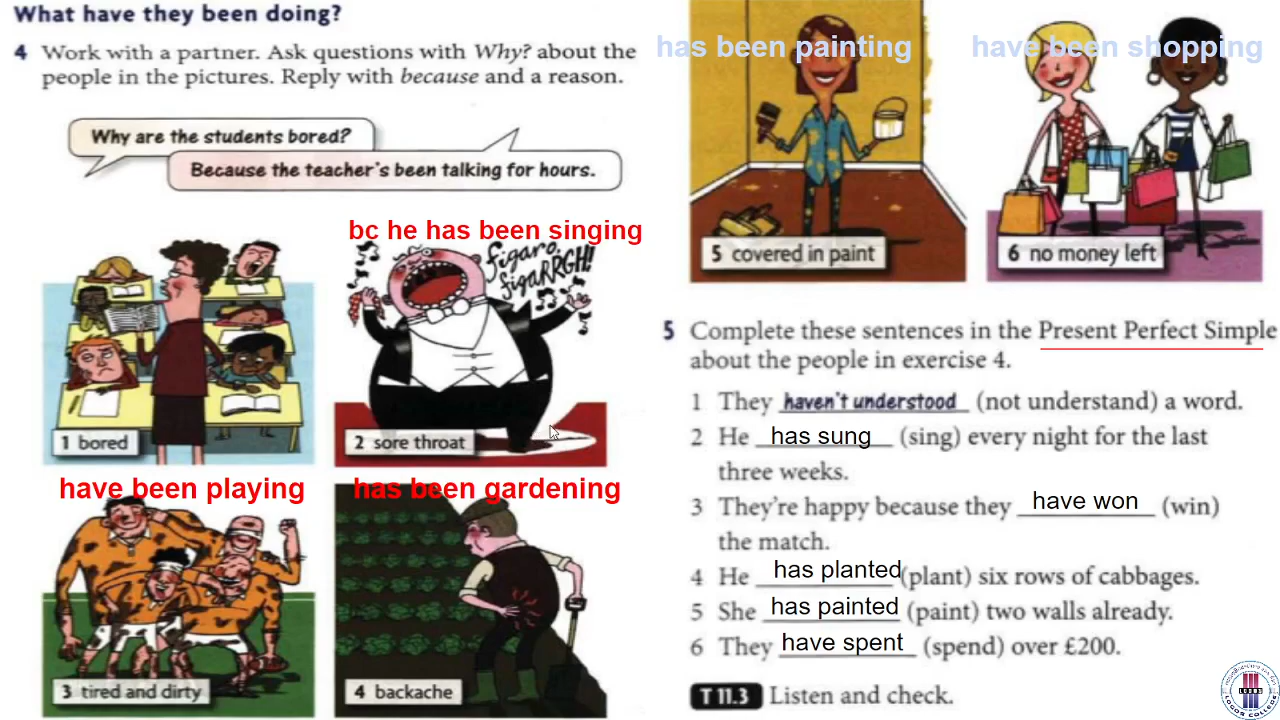 What have they been doing?
4 Work with a partner. Ask questions with Why? about the
people in the pictures. Reply with because and a reason.
Why are the students bored?
Because the teacher's been talking for hours.
bc he has been singing
figaro,
figaRRGH!
1 bored
2 sore throat
have been playing
has been gardening
3 tired and dirty
4 backache
has been painting
have been shopping
5 covered in paint
6 no money left
5 Complete these sentences in the Present Perfect Simple
about the people in exercise 4.
1 They haven't understood (not understand) a word.
2 He has sung (sing) every night for the last
three weeks.
3 They're happy because they have won (win)
the match.
4 He has planted (plant) six rows of cabbages.
5 She has painted (paint) two walls already.
6 They have spent (spend) over £200.
T 11.3 Listen and check.
LOGOS COLLEGE